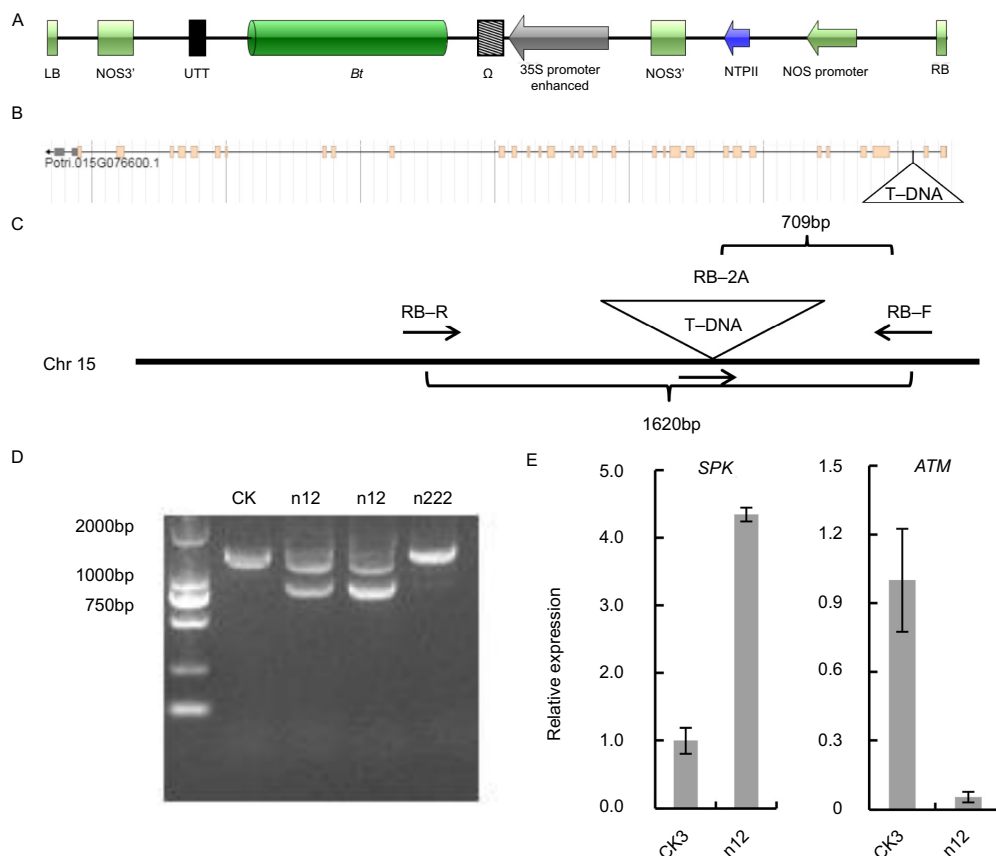 A
LB
NOS3'
UTT
Bt
Ω
35S promoter
enhanced
NOS3'
NTPII
NOS promoter
RB
B
Potri.015G076600.1
T–DNA
C
709bp
RB–2A
RB–R
T–DNA
RB–F
Chr 15
1620bp
D
CK
n12
n12
n222
2000bp
1000bp
750bp
E
SPK
ATM
Relative expression
5.0
4.0
3.0
2.0
1.0
0.0
CK3
n12
1.5
1.2
0.9
0.6
0.3
0
CK3
n12